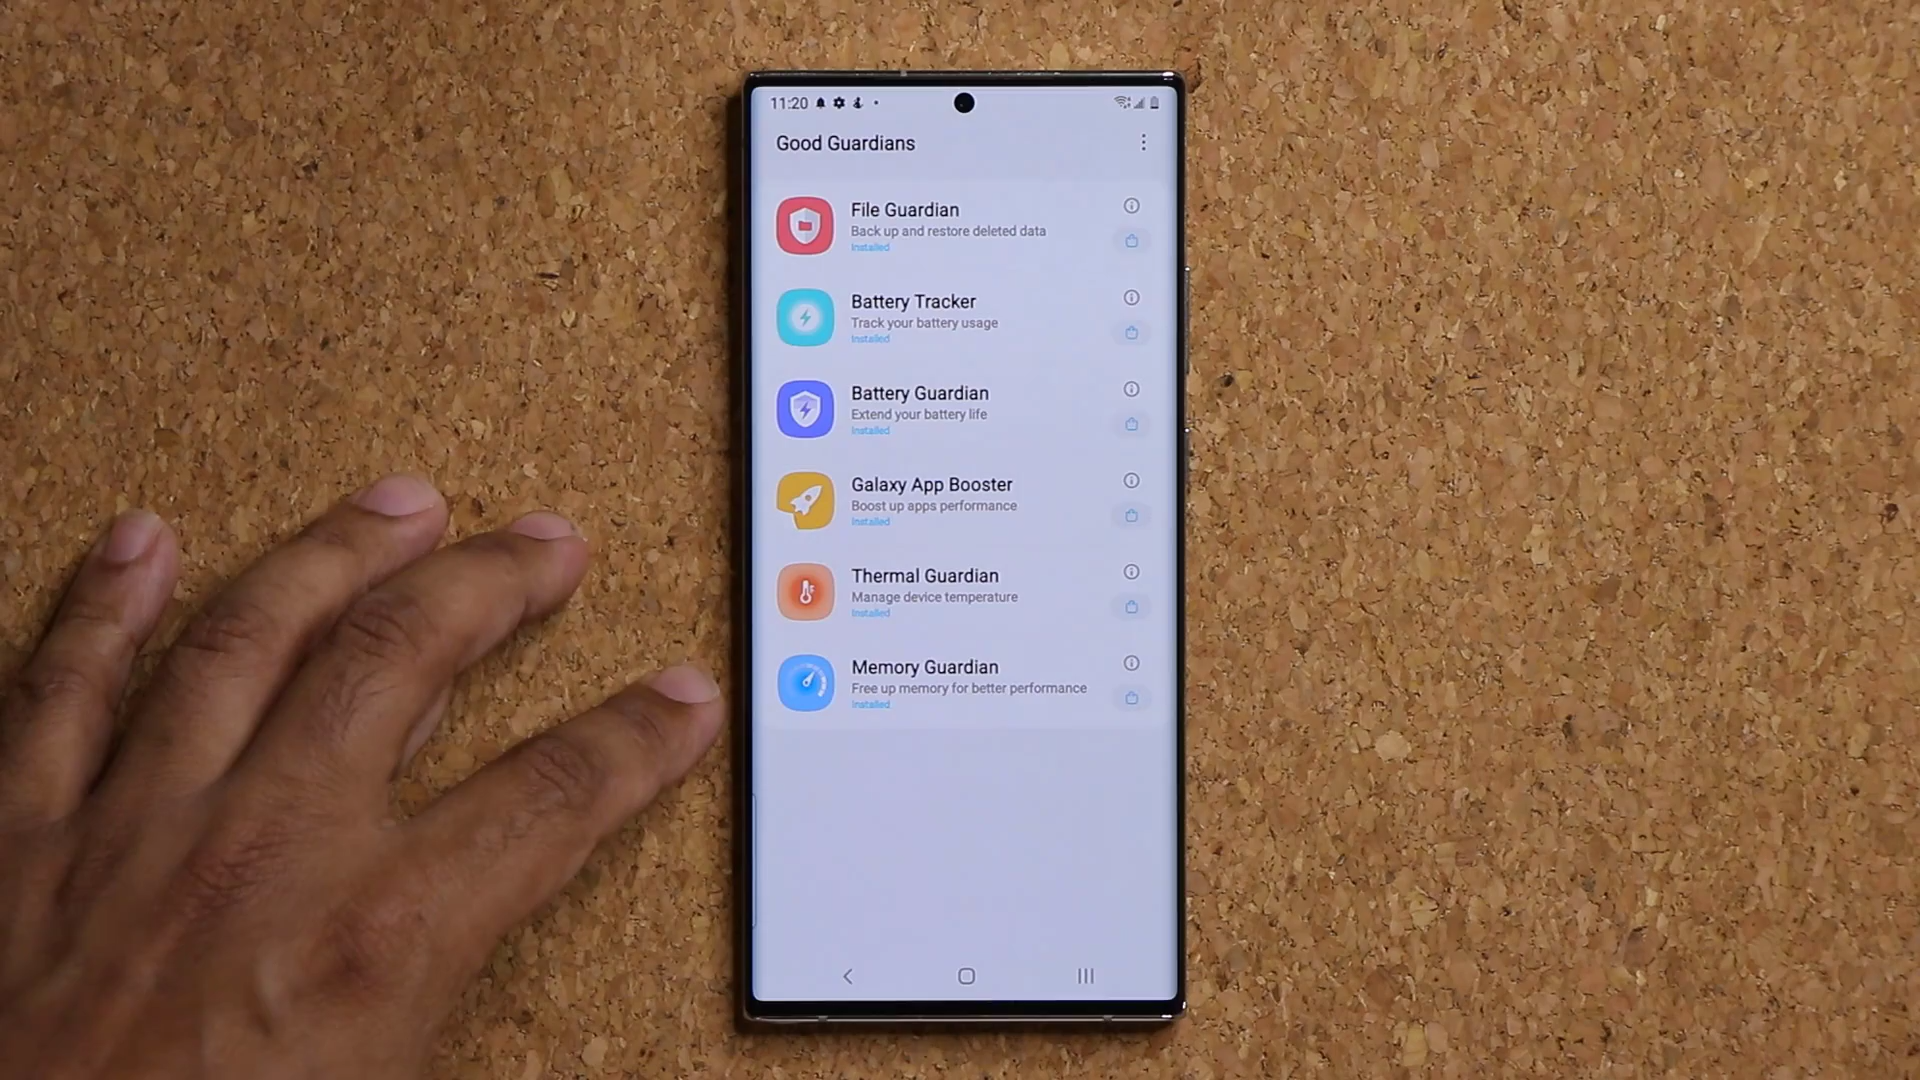 11:20
Good Guardians
File Guardian
Back up and restore deleted data
Installed
Battery Tracker
Track your battery usage
Installed
Battery Guardian
Extend your battery life
Installed
Galaxy App Booster
Boost up apps performance
Installed
Thermal Guardian
Manage device temperature
Installed
Memory Guardian
Free up memory for better performance
Installed